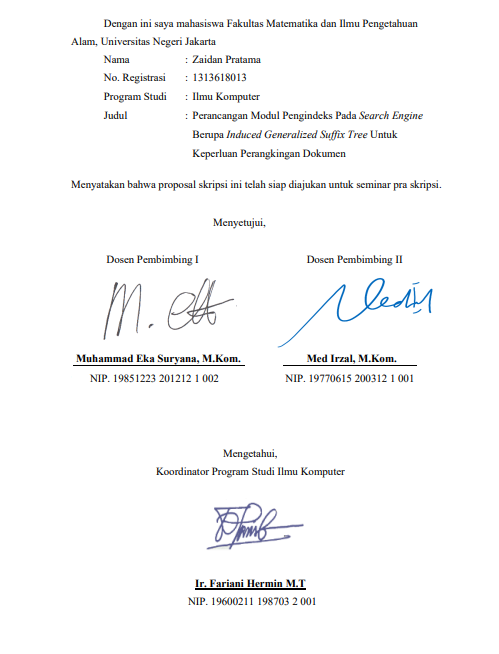 Dengan ini saya mahasiswa Fakultas Matematika dan Ilmu Pengetahuan
Alam, Universitas Negeri Jakarta
Nama : Zaidan Pratama
No. Registrasi : 1313618013
Program Studi : Ilmu Komputer
Judul : Perancangan Modul Pengindeks Pada Search Engine
Berupa Induced Generalized Suffix Tree Untuk
Keperluan Perangkingan Dokumen
Menyatakan bahwa proposal skripsi ini telah siap diajukan untuk seminar pra skripsi.
Menyetujui,
Dosen Pembimbing I Dosen Pembimbing II
Muhammad Eka Suryana, M.Kom. Med Irzal, M.Kom.
NIP. 19851223 201212 1 002 NIP. 19770615 200312 1 001
Mengetahui,
Koordinator Program Studi Ilmu Komputer
Ir. Fariani Hermin M.T
NIP. 19600211 198703 2 001